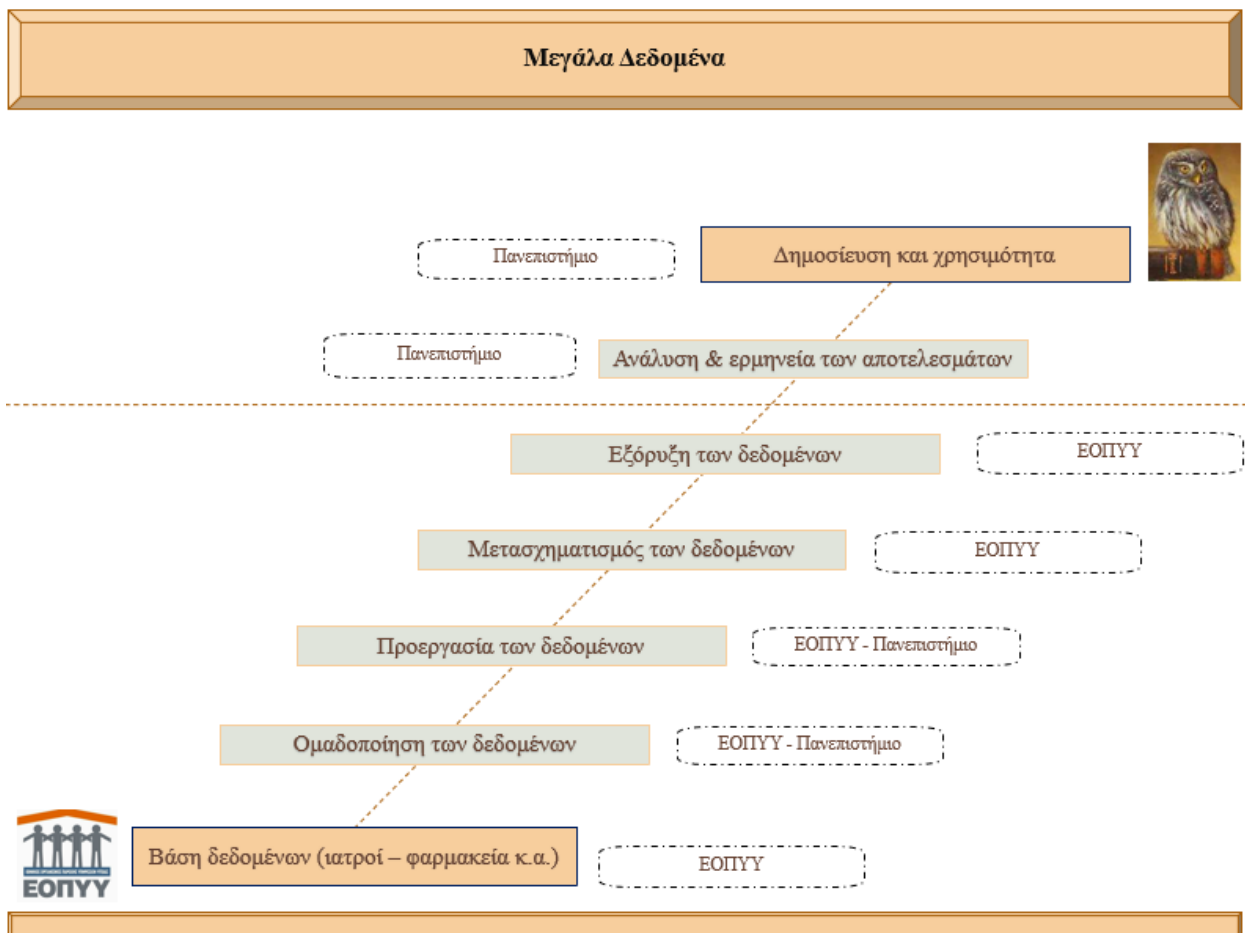 Μεγάλα Δεδομένα
Πανεπιστήμιο
Δημοσίευση και χρησιμότητα
Πανεπιστήμιο
Ανάλυση & ερμηνεία των αποτελεσμάτων
Εξόρυξη των δεδομένων
ΕΟΠΥΥ
Μετασχηματισμός των δεδομένων
ΕΟΠΥΥ
Προεργασία των δεδομένων
ΕΟΠΥΥ - Πανεπιστήμιο
Ομαδοποίηση των δεδομένων
ΕΟΠΥΥ - Πανεπιστήμιο
Βάση δεδομένων (ιατροί – φαρμακεία κ.α.)
ΕΟΠΥΥ
ΕΟΠΥΥ